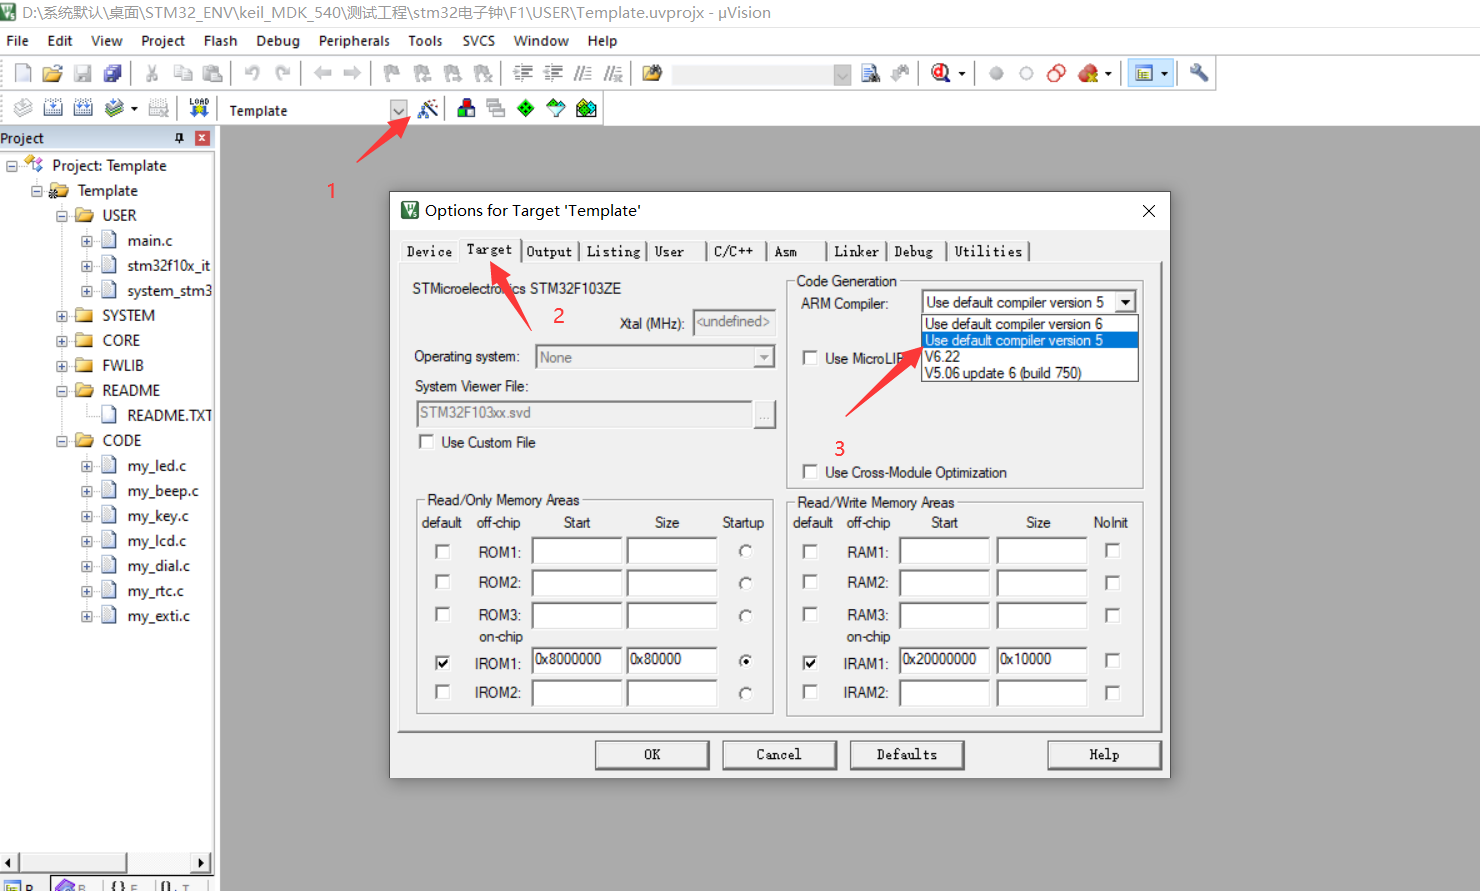 D:\系统默认\桌面\STM32_ENV\keil_MDK_540\测试工程\stm32电子钟\F1\USER\Template.uvprojx - µVision
File Edit View Project Flash Debug Peripherals Tools SVCS Window Help
LOAD Template
Project
1
Project: Template
Template
USER
main.c
stm32f10x_it
system_stm3
SYSTEM
CORE
FWLIB
README
README.TXT
CODE
my_led.c
my_beep.c
my_key.c
my_lcd.c
my_dial.c
my_rtc.c
my_exti.c
Options for Target 'Template'
Device Target Output Listing User C/C++ Asm Linker Debug Utilities
STMicroelectronics STM32F103ZE
2
Xtal (MHz): <undefined>
Operating system: None
System Viewer File:
STM32F103xx.svd
...
Use Custom File
Code Generation
ARM Compiler: Use default compiler version 5
Use default compiler version 6
Use default compiler version 5
V6.22
V5.06 update 6 (build 750)
Use MicroLIB
3
Use Cross-Module Optimization
Read/Only Memory Areas
default off-chip Start Size Startup
ROM1:
ROM2:
ROM3:
on-chip
IROM1: 0x8000000 0x80000
IROM2:
Read/Write Memory Areas
default off-chip Start Size NoInit
RAM1:
RAM2:
RAM3:
on-chip
IRAM1: 0x20000000 0x10000
IRAM2:
OK Cancel Defaults Help